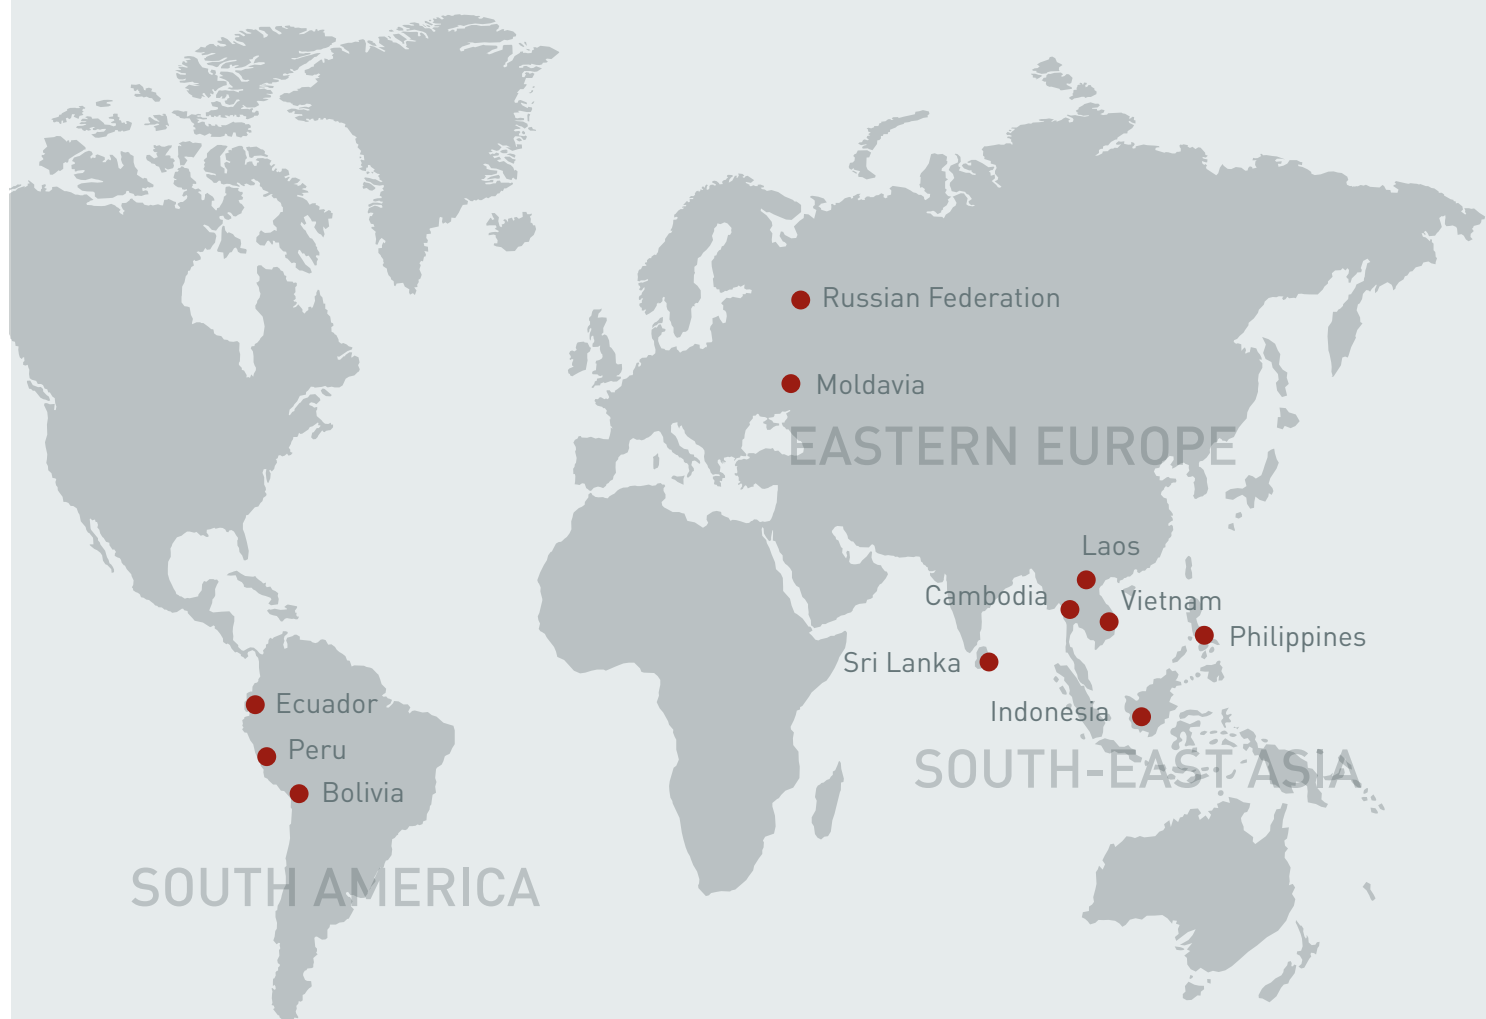 Russian Federation
Moldavia
EASTERN EUROPE
Laos
Cambodia
Vietnam
Philippines
Sri Lanka
Ecuador
Indonesia
Peru
SOUTH-EAST ASIA
Bolivia
SOUTH AMERICA